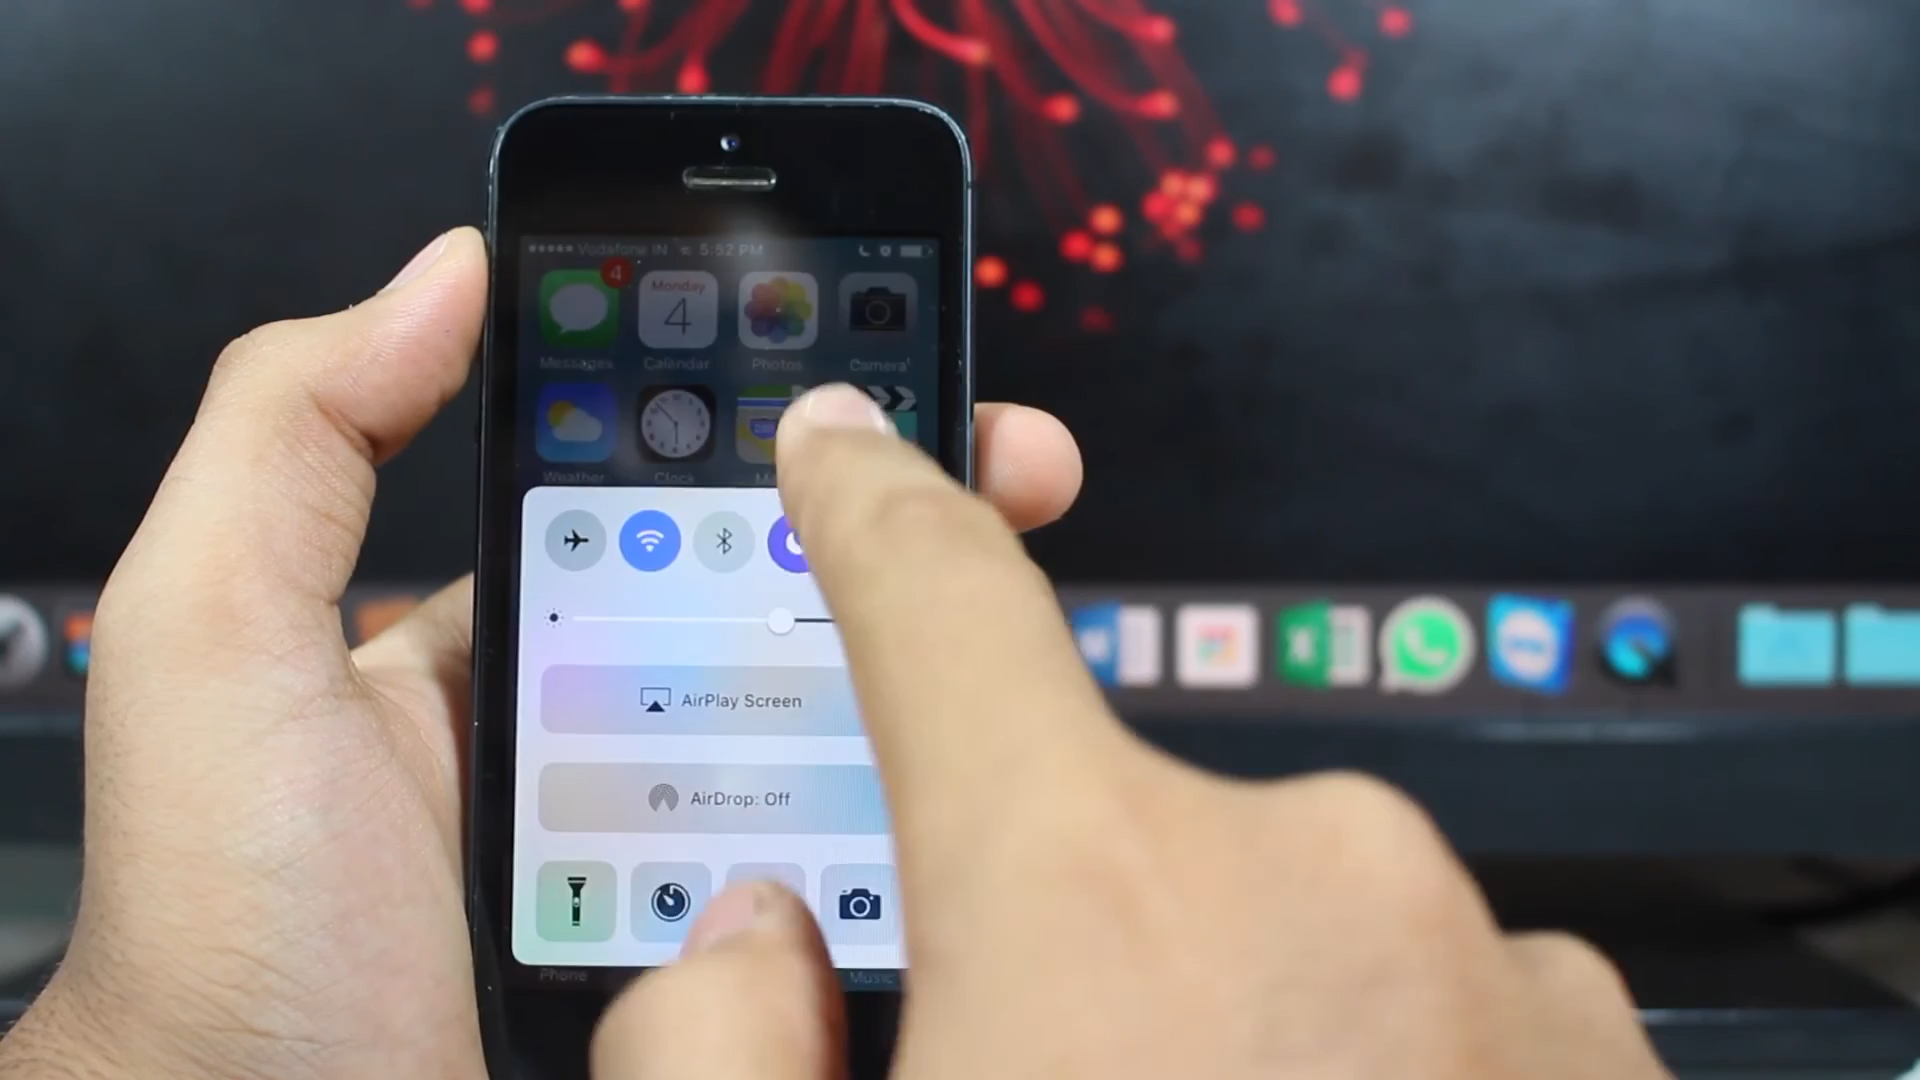 Vodafone IN 5:52 PM
4
Monday
4
Messages Calendar Photos Camera
Weather Clock
AirPlay Screen
AirDrop: Off
Phone Music